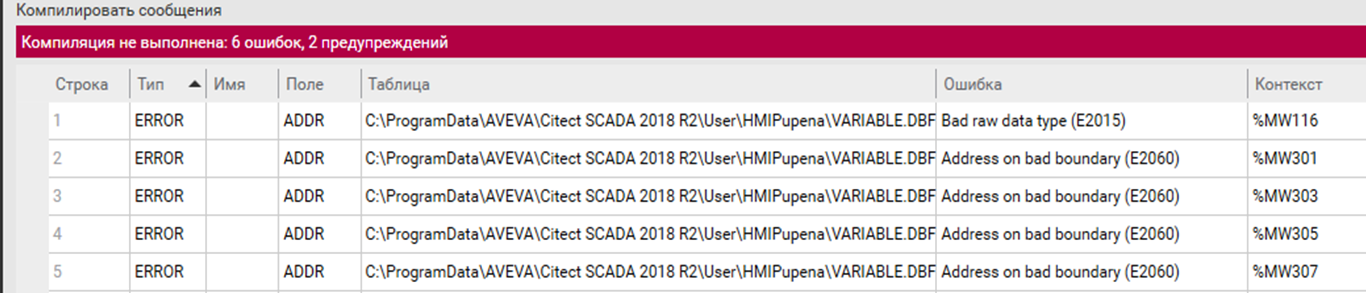 Компилировать сообщения
Компиляция не выполнена: 6 ошибок, 2 предупреждений
Строка Тип Имя Поле Таблица Ошибка Контекст
1 ERROR ADDR C:\ProgramData\AVEVA\Citect SCADA 2018 R2\User\HMIPupena\VARIABLE.DBF Bad raw data type (E2015) %MW116
2 ERROR ADDR C:\ProgramData\AVEVA\Citect SCADA 2018 R2\User\HMIPupena\VARIABLE.DBF Address on bad boundary (E2060) %MW301
3 ERROR ADDR C:\ProgramData\AVEVA\Citect SCADA 2018 R2\User\HMIPupena\VARIABLE.DBF Address on bad boundary (E2060) %MW303
4 ERROR ADDR C:\ProgramData\AVEVA\Citect SCADA 2018 R2\User\HMIPupena\VARIABLE.DBF Address on bad boundary (E2060) %MW305
5 ERROR ADDR C:\ProgramData\AVEVA\Citect SCADA 2018 R2\User\HMIPupena\VARIABLE.DBF Address on bad boundary (E2060) %MW307